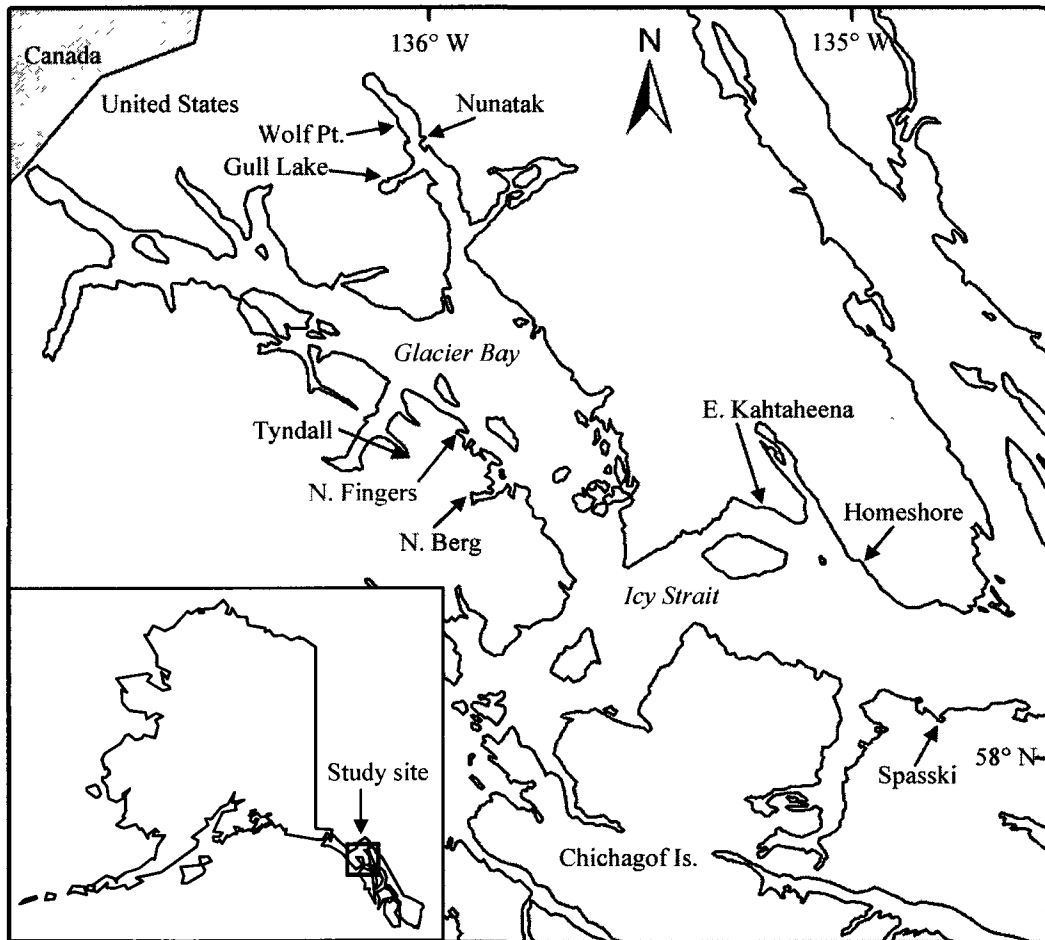 136° W
135° W
Canada
N
United States
Nunatak
Wolf Pt.
Gull Lake
Glacier Bay
E. Kahtaheena
Tyndall
N. Fingers
Homeshore
N. Berg
Icy Strait
Study site
58° N
Spasski
Chichagof Is.